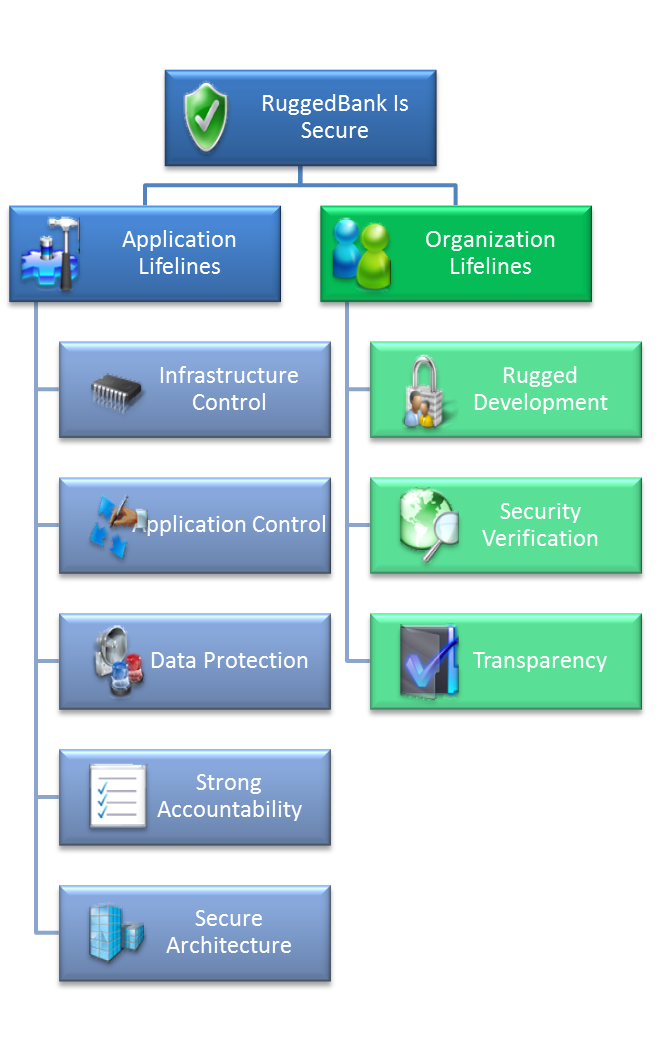 RuggedBank Is
Secure
Application
Lifelines
Organization
Lifelines
Infrastructure
Control
Application Control
Data Protection
Strong
Accountability
Secure
Architecture
Rugged
Development
Security
Verification
Transparency